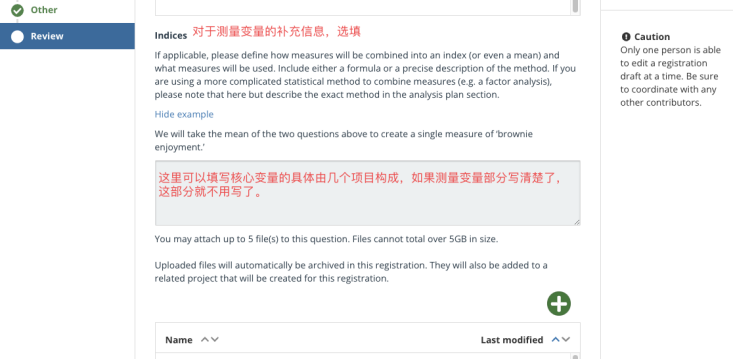 Other
Review
Indices 对于测量变量的补充信息，选填
If applicable, please define how measures will be combined into an index (or even a mean) and
what measures will be used. Include either a formula or a precise description of the method. If you
are using a more complicated statistical method to combine measures (e.g. a factor analysis),
please note that here but describe the exact method in the analysis plan section.
Hide example
We will take the mean of the two questions above to create a single measure of 'brownie
enjoyment.'
这里可以填写核心变量的具体由几个项目构成，如果测量变量部分写清楚了，
这部分就不用写了。
You may attach up to 5 file(s) to this question. Files cannot total over 5GB in size.
Uploaded files will automatically be archived in this registration. They will also be added to a
related project that will be created for this registration.
Name
Last modified
Caution
Only one person is able
to edit a registration
draft at a time. Be sure
to coordinate with any
other contributors.